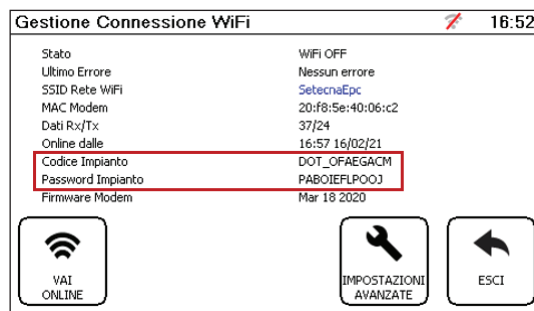 Gestione Connessione WiFi 16:52
Stato WiFi OFF
Ultimo Errore Nessun errore
SSID Rete WiFi SetecnaEpc
MAC Modem 20:f8:5e:40:06:c2
Dati Rx/Tx 37/24
Online dalle 16:57 16/02/21
Codice Impianto DOT_OFAEGACM
Password Impianto PABOIEFLPOOJ
Firmware Modem Mar 18 2020
VAI
ONLINE
IMPOSTAZIONI
AVANZATE
ESCI